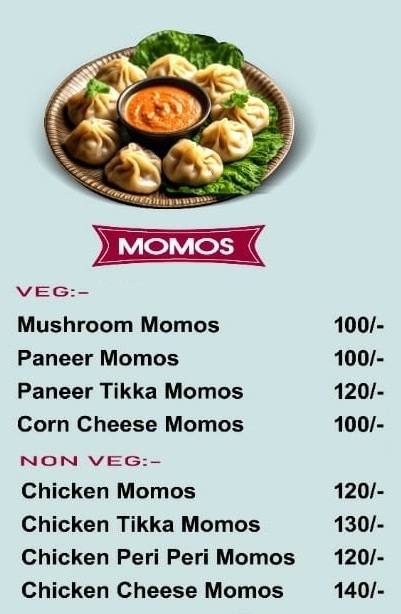 MOMOS
VEG:-
Mushroom Momos 100/-
Paneer Momos 100/-
Paneer Tikka Momos 120/-
Corn Cheese Momos 100/-
NON VEG:-
Chicken Momos 120/-
Chicken Tikka Momos 130/-
Chicken Peri Peri Momos 120/-
Chicken Cheese Momos 140/-